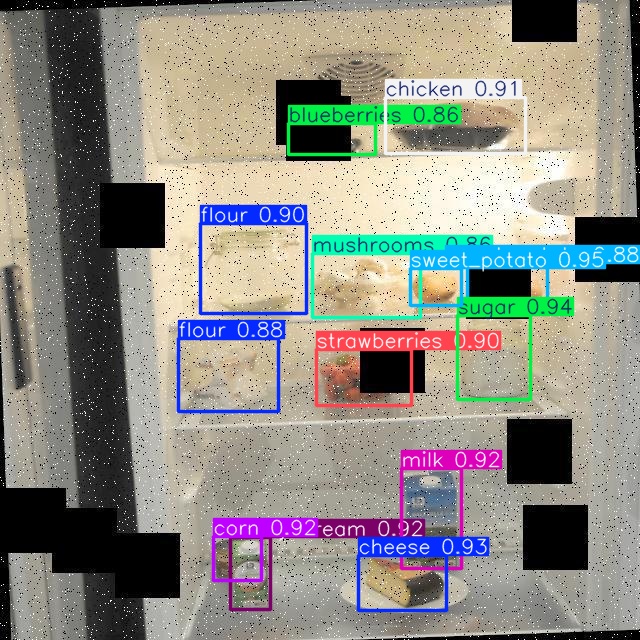 chicken 0.91
blueberries 0.86
flour 0.90
mushrooms 0.86
sweet_potato 0.95
.88
sugar 0.94
flour 0.88
strawberries 0.90
milk 0.92
corn 0.92
ream 0.92
cheese 0.93